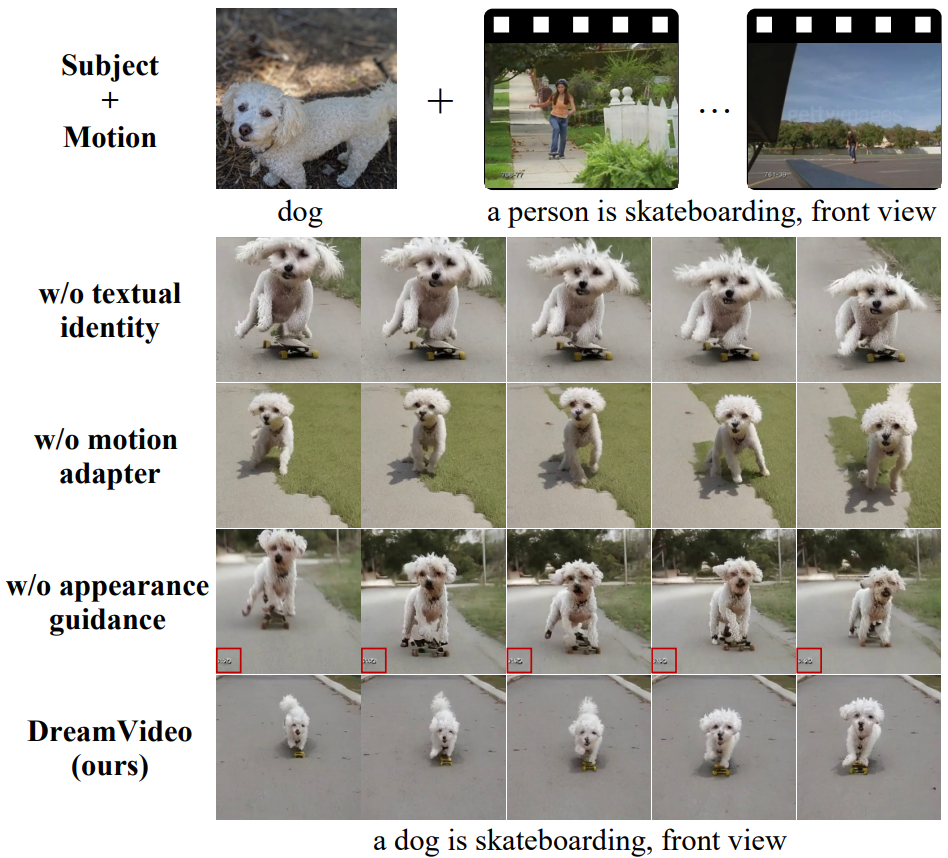 Subject
+
Motion
+
...
dog
a person is skateboarding, front view
w/o textual
identity
w/o motion
adapter
w/o appearance
guidance
DreamVideo
(ours)
a dog is skateboarding, front view